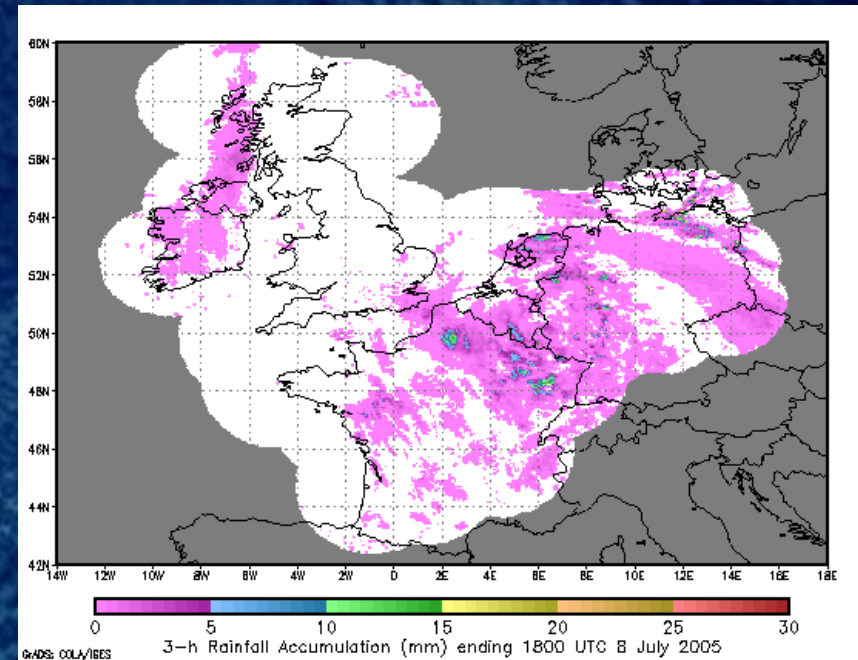 60N
58N
56N
54N
52N
50N
48N
46N
44N
42N
14W 12W 10W 8W 6W 4W 2W 0 2E 4E 6E 8E 10E 12E 14E 16E 18E
0 5 10 15 20 25 30
GrADS: COLA/IGES
3-h Rainfall Accumulation (mm) ending 1800 UTC 8 July 2005